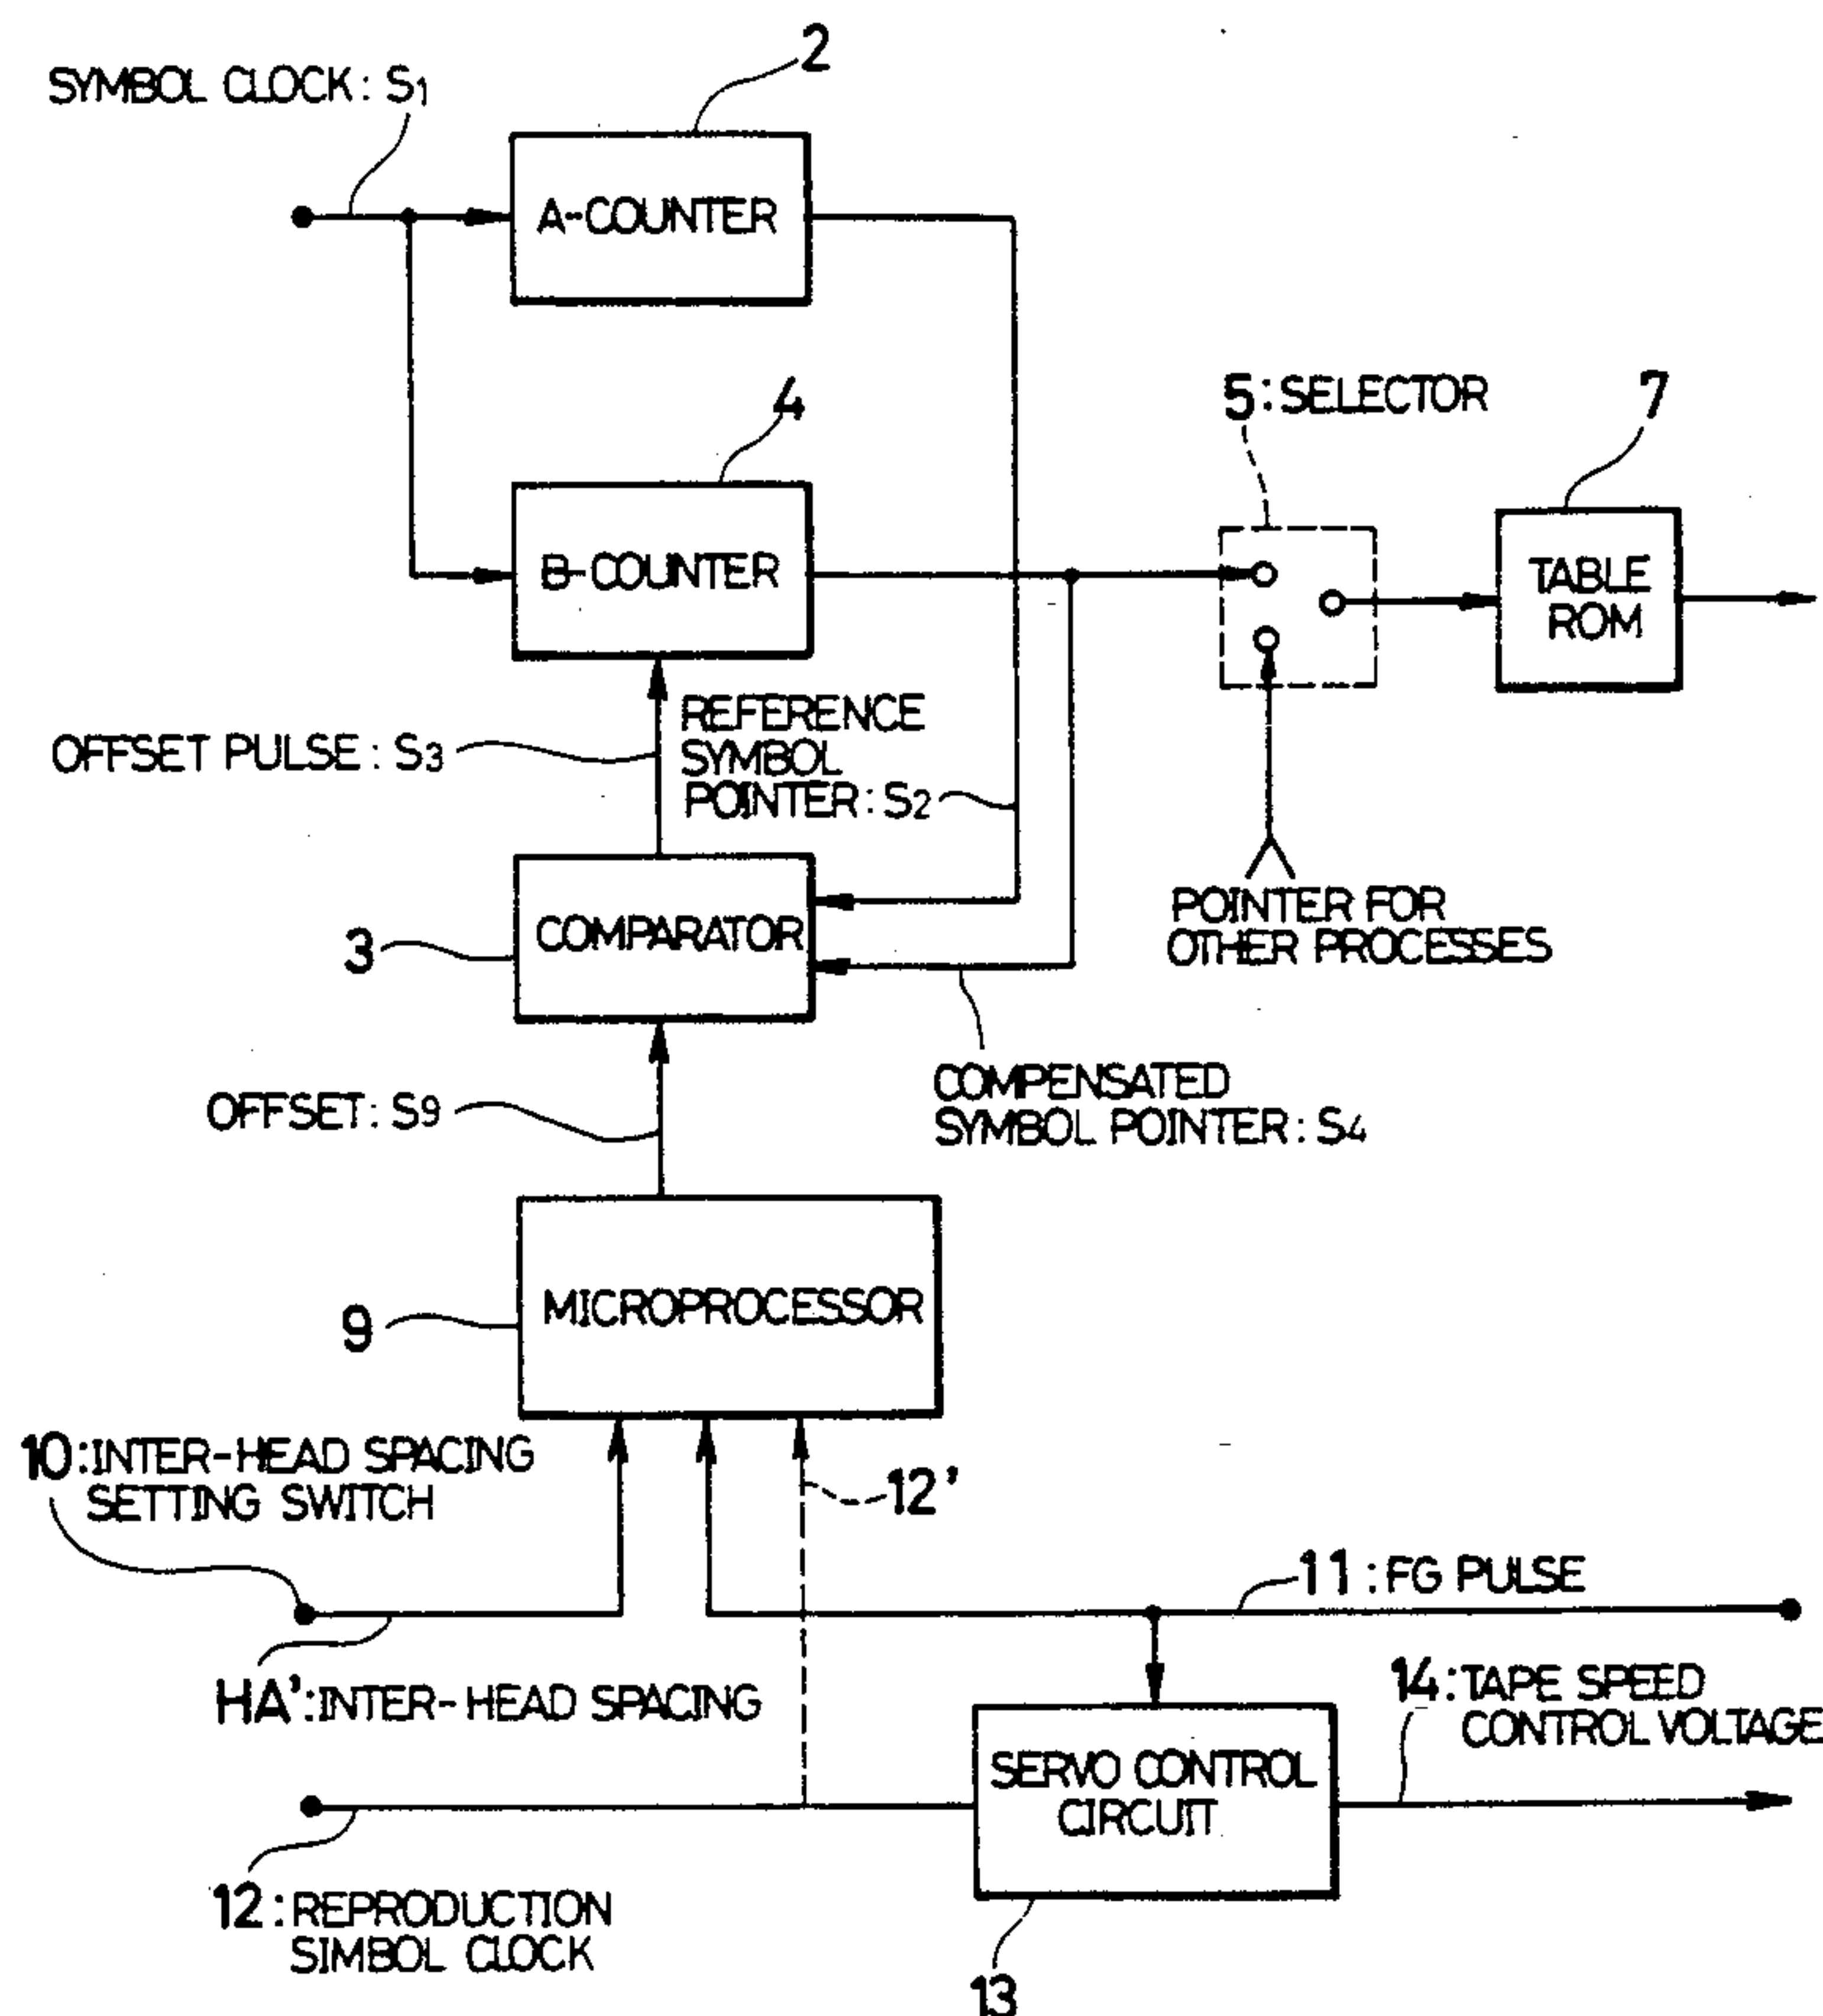 2
SYMBOL CLOCK: S1
A-COUNTER
4
5: SELECTOR
7
B-COUNTER
TABLE
ROM
OFFSET PULSE: S3
REFERENCE
SYMBOL
POINTER: S2
3
COMPARATOR
POINTER FOR
OTHER PROCESSES
OFFSET: S9
COMPENSATED
SYMBOL POINTER: S4
9
MICROPROCESSOR
10: INTER-HEAD SPACING
SETTING SWITCH
12'
11: FG PULSE
HA': INTER-HEAD SPACING
14: TAPE SPEED
CONTROL VOLTAGE
SERVO CONTROL
CIRCUIT
12: REPRODUCTION
SIMBOL CLOCK
13